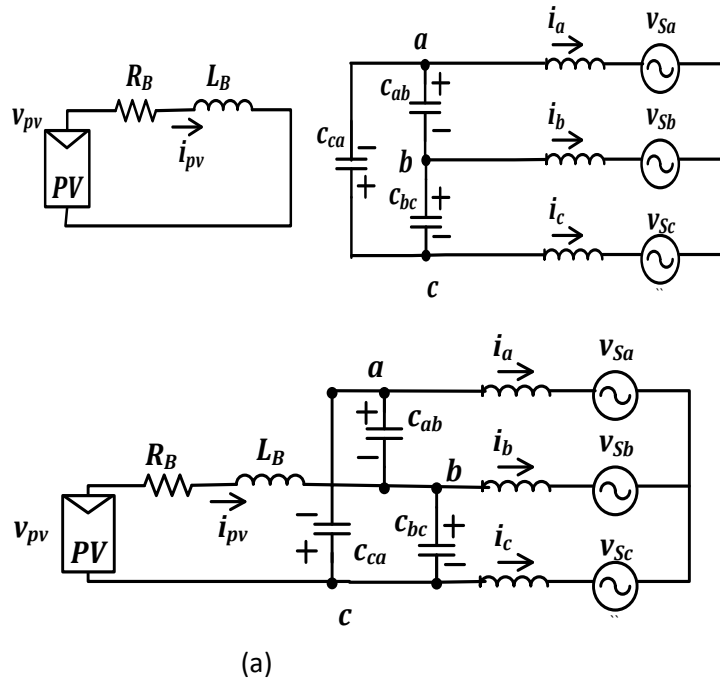 R_B L_B
v_pv
i_pv
PV
i_a v_Sa
a
c_ab + −
c_ca − +
i_b v_Sb
b
c_bc + −
i_c v_Sc
c
i_a v_Sa
a
+ − c_ab
R_B L_B
i_b v_Sb
b
v_pv
PV
i_pv
− + c_ca
c_bc + −
i_c v_Sc
c
(a)